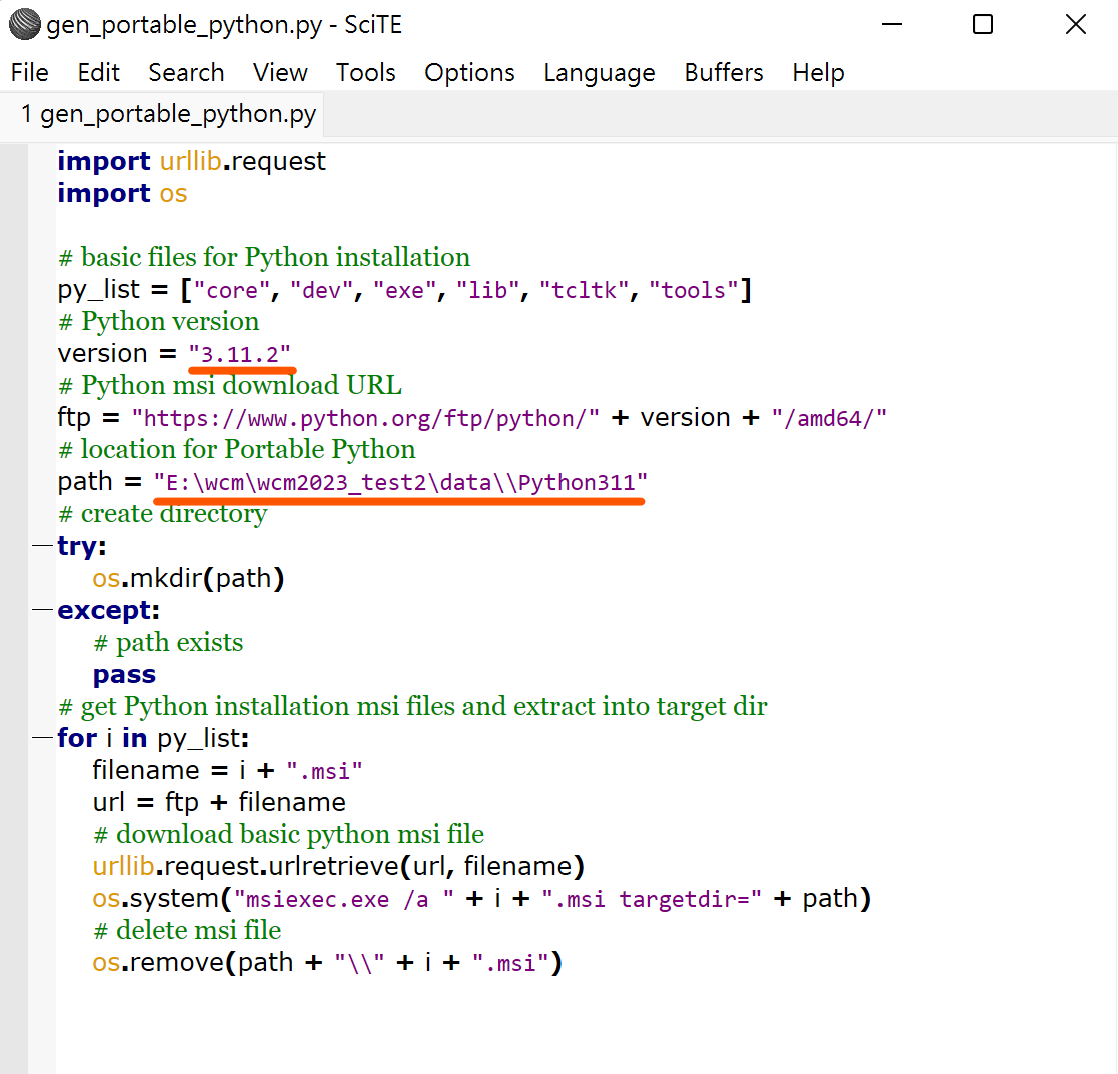 gen_portable_python.py - SciTE
File Edit Search View Tools Options Language Buffers Help
1 gen_portable_python.py
import urllib.request
import os
# basic files for Python installation
py_list = ["core", "dev", "exe", "lib", "tcltk", "tools"]
# Python version
version = "3.11.2"
# Python msi download URL
ftp = "https://www.python.org/ftp/python/" + version + "/amd64/"
# location for Portable Python
path = "E:\wcm\wcm2023_test2\data\\Python311"
# create directory
try:
    os.mkdir(path)
except:
    # path exists
    pass
# get Python installation msi files and extract into target dir
for i in py_list:
    filename = i + ".msi"
    url = ftp + filename
    # download basic python msi file
    urllib.request.urlretrieve(url, filename)
    os.system("msiexec.exe /a " + i + ".msi targetdir=" + path)
    # delete msi file
    os.remove(path + "\\" + i + ".msi")